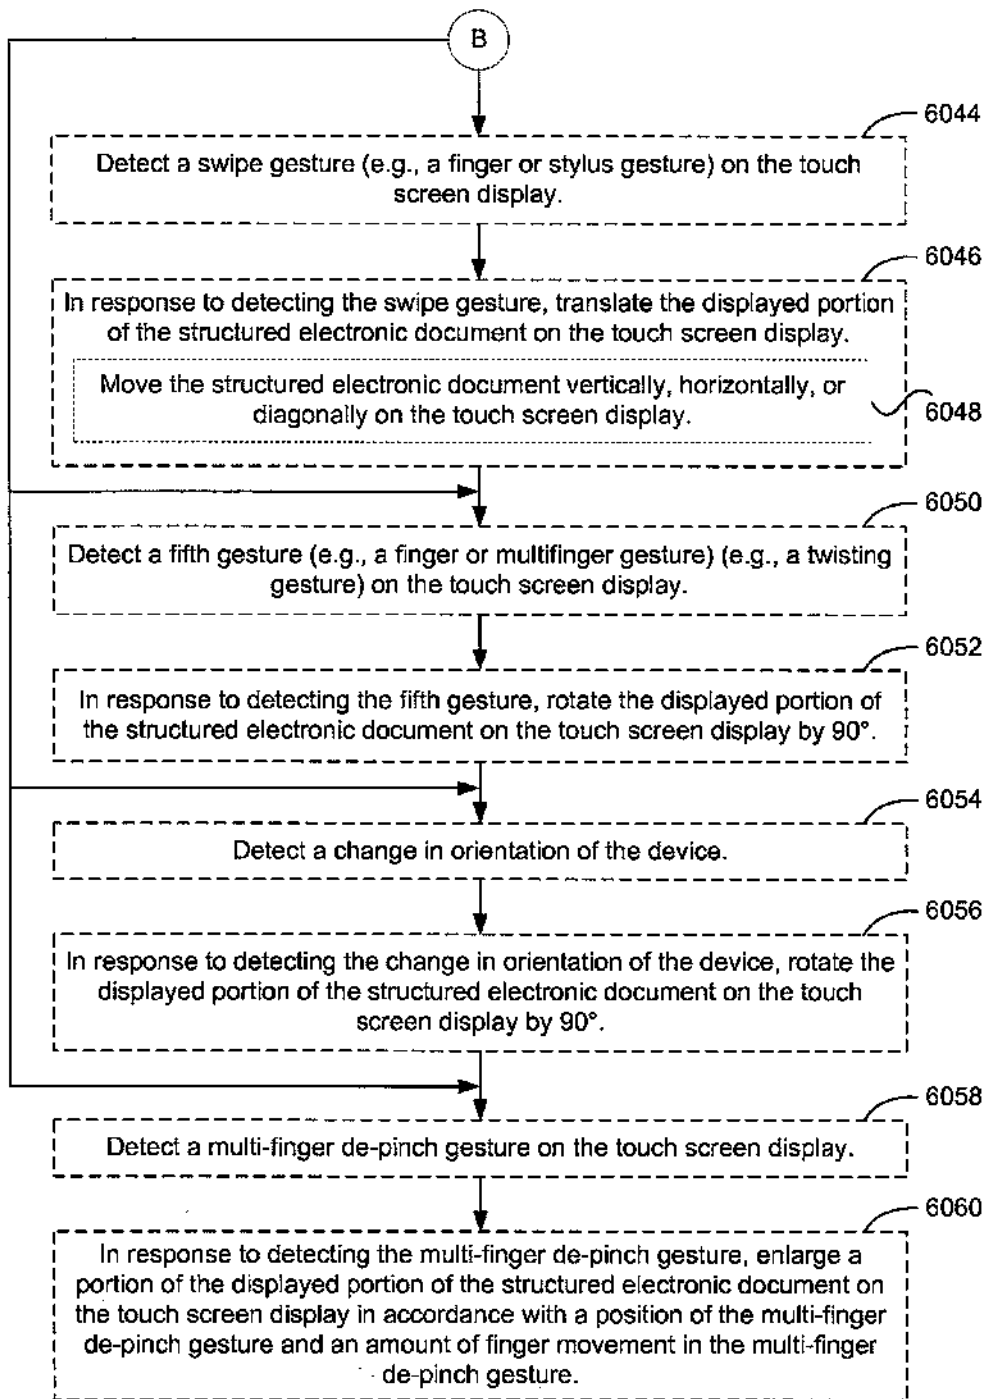 B
6044
Detect a swipe gesture (e.g., a finger or stylus gesture) on the touch
screen display.
6046
In response to detecting the swipe gesture, translate the displayed portion
of the structured electronic document on the touch screen display.
Move the structured electronic document vertically, horizontally, or
diagonally on the touch screen display.
6048
6050
Detect a fifth gesture (e.g., a finger or multifinger gesture) (e.g., a twisting
gesture) on the touch screen display.
6052
In response to detecting the fifth gesture, rotate the displayed portion of
the structured electronic document on the touch screen display by 90°.
6054
Detect a change in orientation of the device.
6056
In response to detecting the change in orientation of the device, rotate the
displayed portion of the structured electronic document on the touch
screen display by 90°.
6058
Detect a multi-finger de-pinch gesture on the touch screen display.
6060
In response to detecting the multi-finger de-pinch gesture, enlarge a
portion of the displayed portion of the structured electronic document on
the touch screen display in accordance with a position of the multi-finger
de-pinch gesture and an amount of finger movement in the multi-finger
de-pinch gesture.